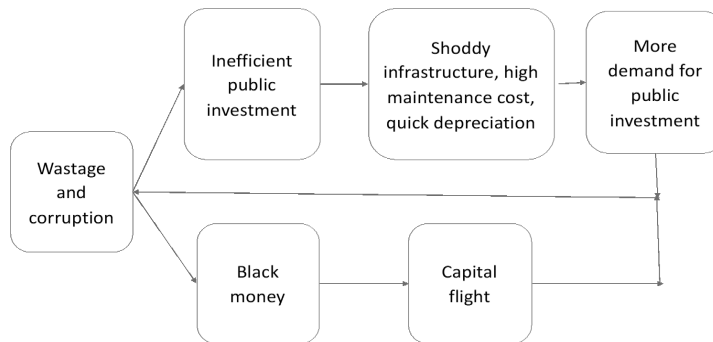 Inefficient
public
investment
Shoddy
infrastructure, high
maintenance cost,
quick depreciation
More
demand for
public
investment
Wastage
and
corruption
Black
money
Capital
flight